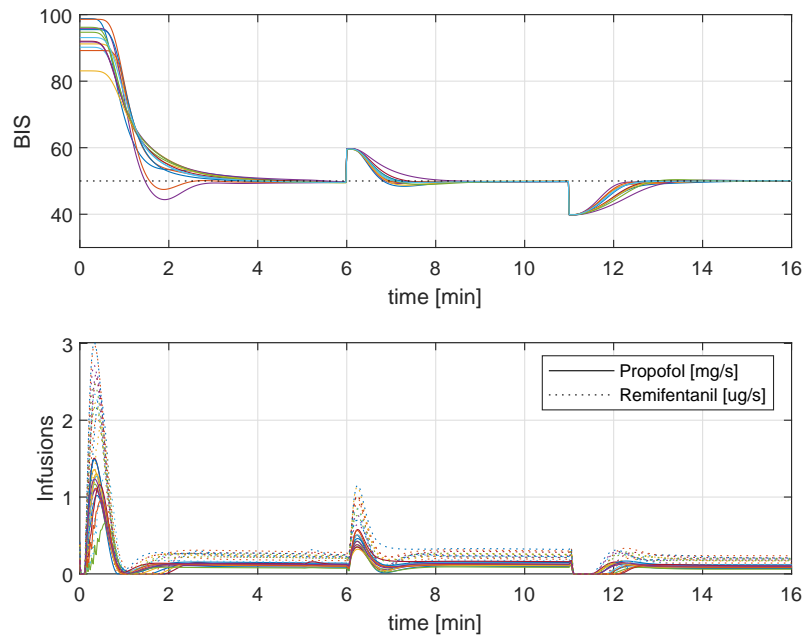 100
80
60
40
BIS
0 2 4 6 8 10 12 14 16
time [min]
3
2
1
0
Infusions
Propofol [mg/s]
Remifentanil [ug/s]
0 2 4 6 8 10 12 14 16
time [min]